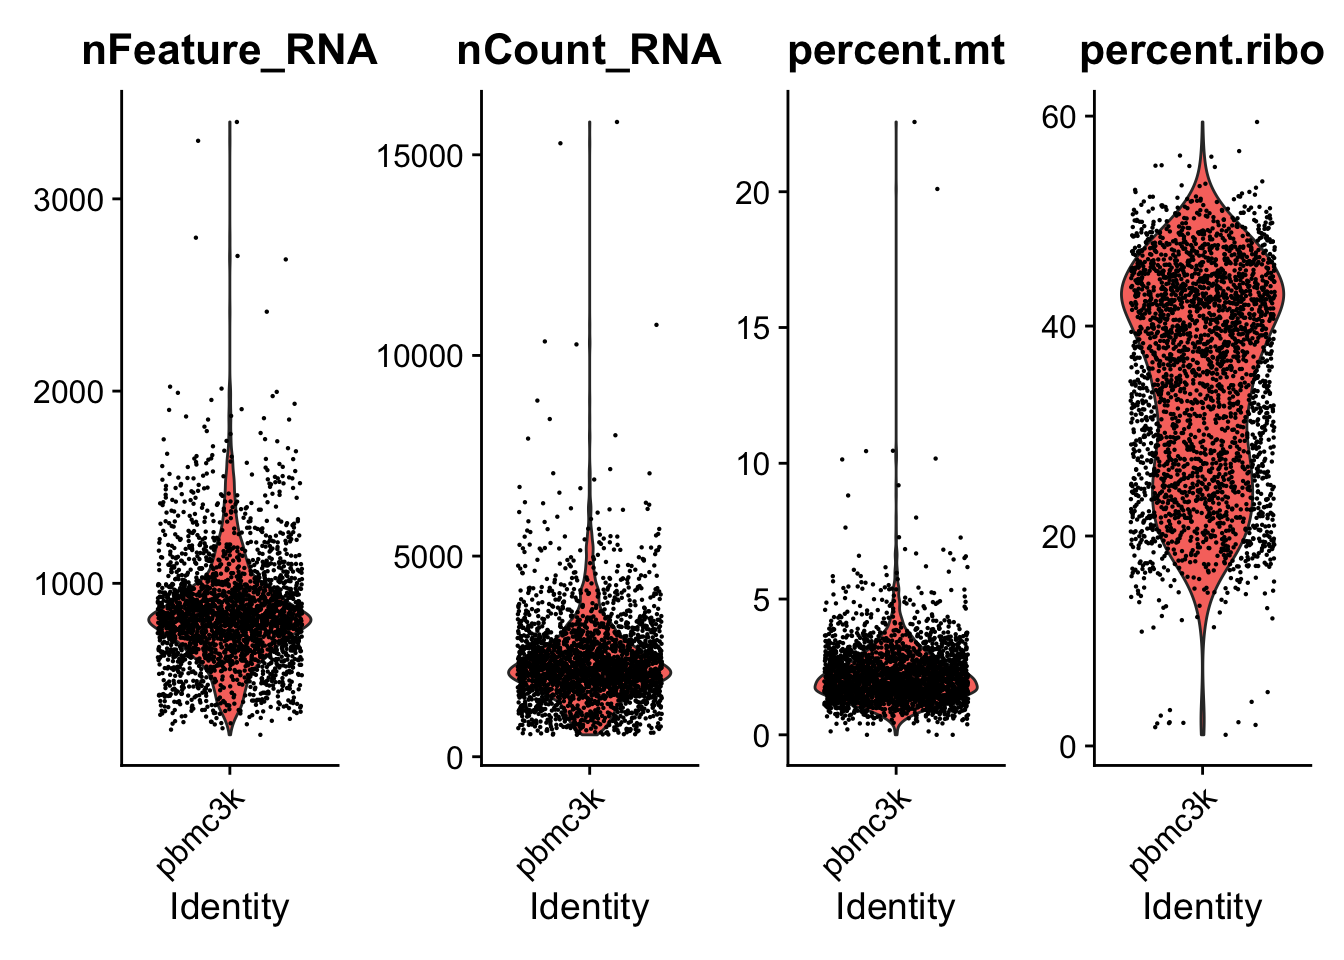 nFeature_RNA
3000
2000
1000
pbmc3k
Identity
nCount_RNA
15000
10000
5000
0
pbmc3k
Identity
percent.mt
20
15
10
5
0
pbmc3k
Identity
percent.ribo
60
40
20
0
pbmc3k
Identity